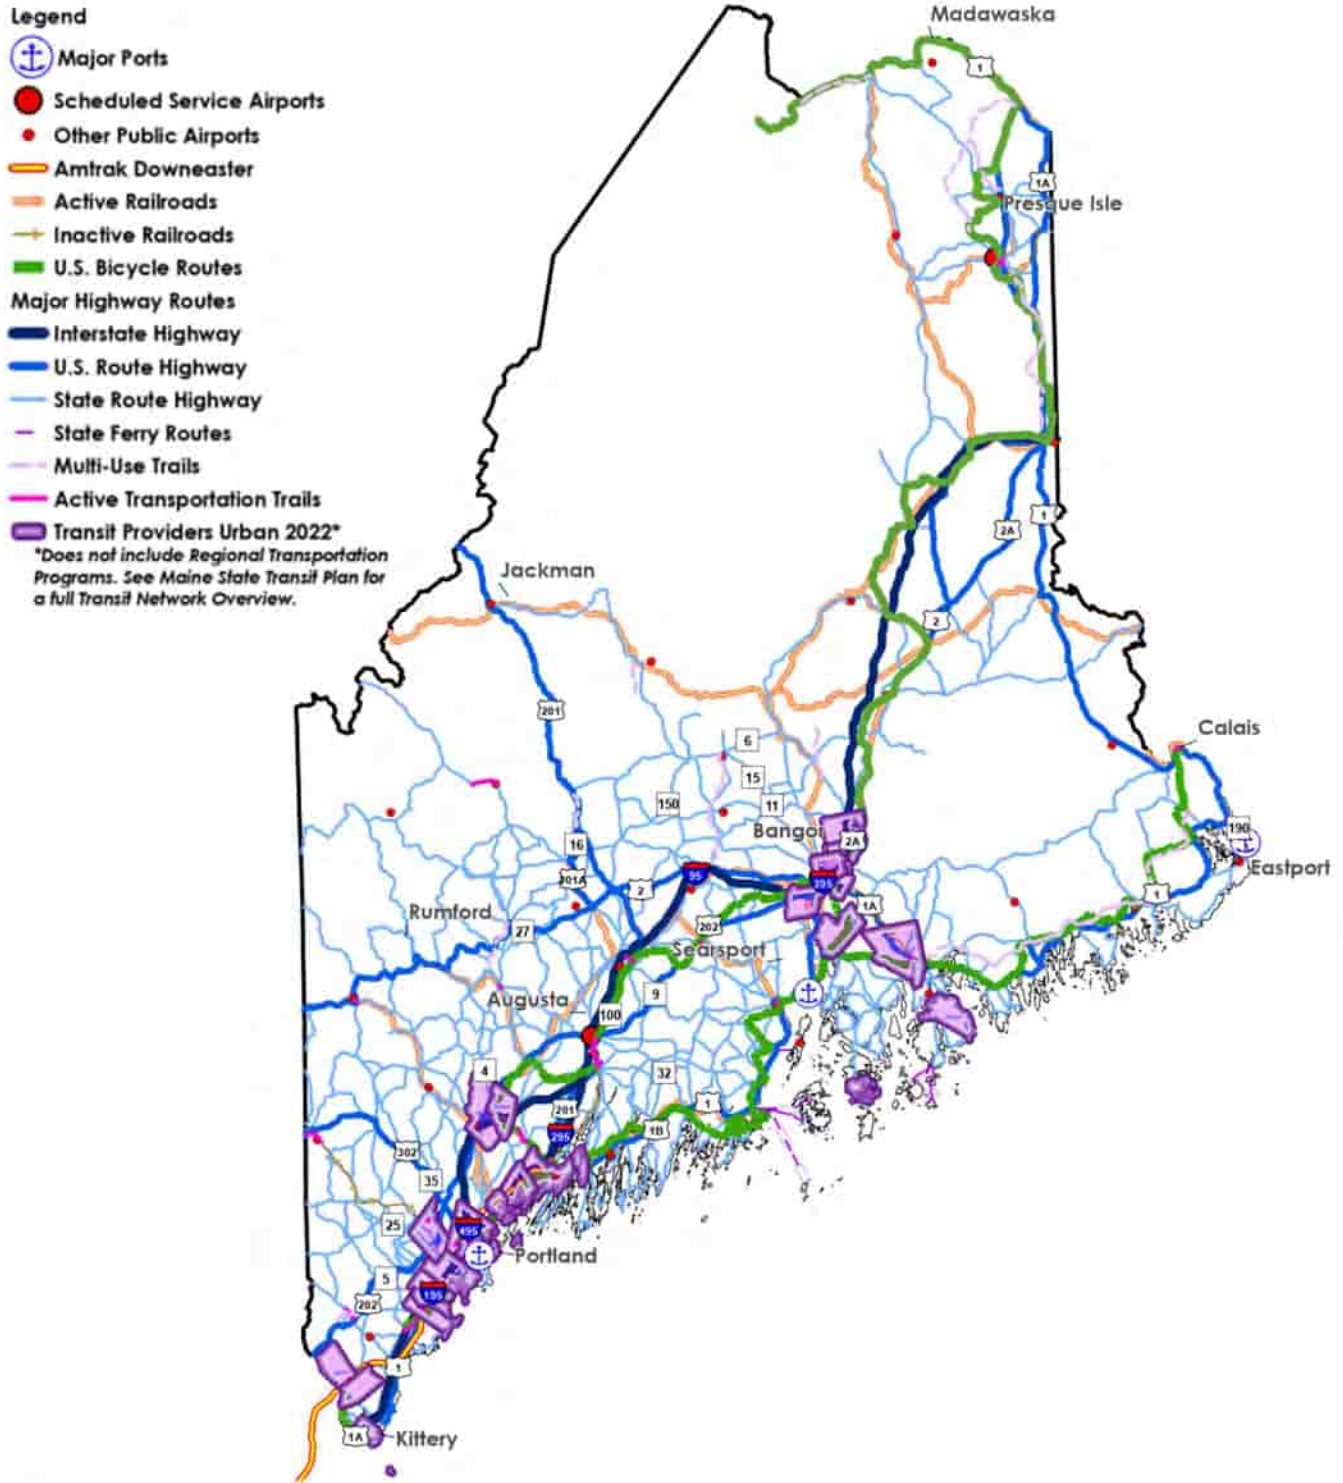 Legend
Major Ports
Scheduled Service Airports
Other Public Airports
Amtrak Downeaster
Active Railroads
Inactive Railroads
U.S. Bicycle Routes
Major Highway Routes
Interstate Highway
U.S. Route Highway
State Route Highway
State Ferry Routes
Multi-Use Trails
Active Transportation Trails
Transit Providers Urban 2022*
*Does not include Regional Transportation
Programs. See Maine State Transit Plan for
a full Transit Network Overview.
Madawaska
1
1A
Presque Isle
1
2A
Jackman
2
201
Calais
6
15
150
11
Bangor
2A
190
16
Eastport
201A
95
395
2
1A
1
Rumford
27
202
Searsport
Augusta
9
100
4
32
201
1
295
1B
302
35
25
495
Portland
5
195
202
1
1A
Kittery